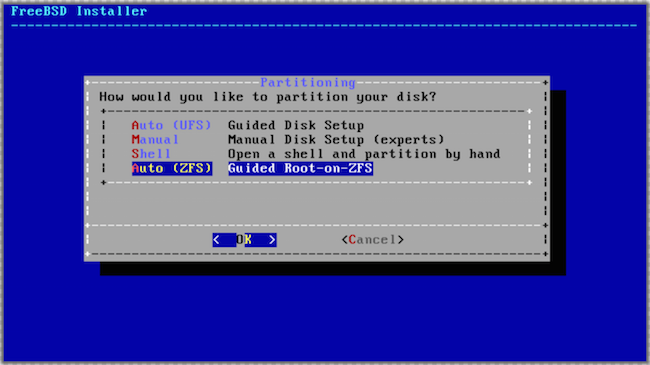 FreeBSD Installer
Partitioning
How would you like to partition your disk?
Auto (UFS) Guided Disk Setup
Manual Manual Disk Setup (experts)
Shell Open a shell and partition by hand
Auto (ZFS) Guided Root-on-ZFS
< OK > <Cancel>